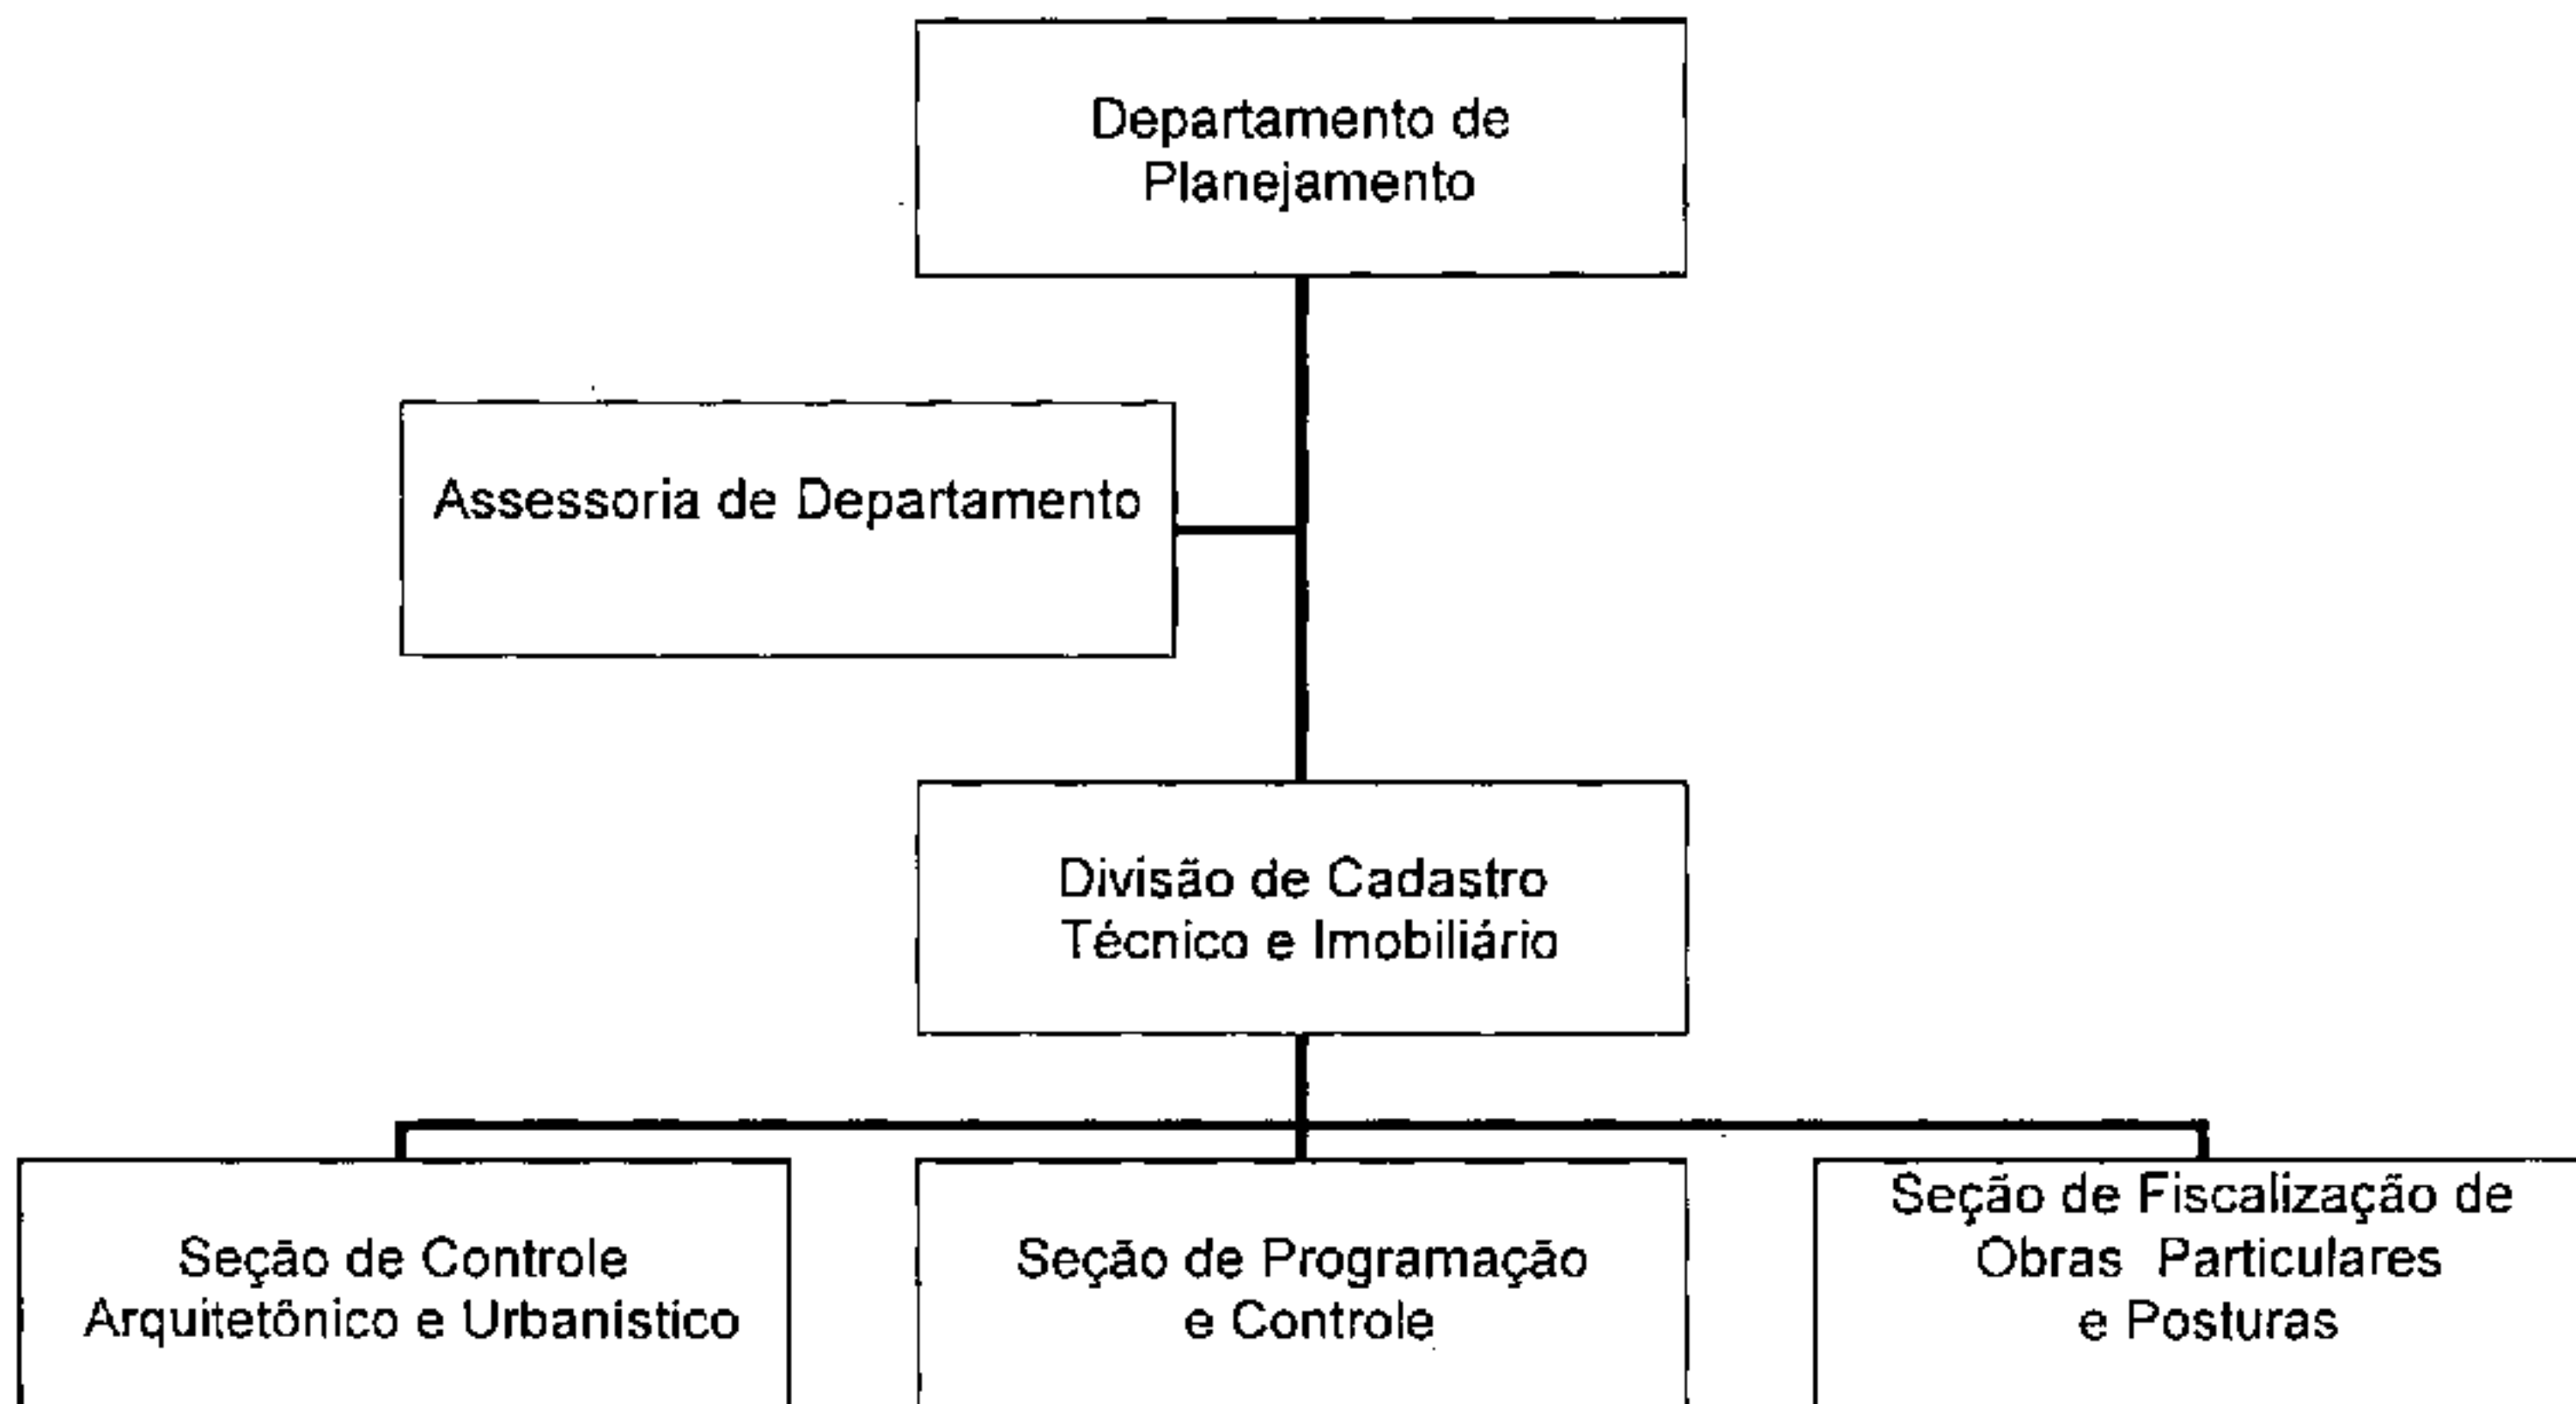 Departamento de
Planejamento
Assessoria de Departamento
Divisão de Cadastro
Técnico e Imobiliário
Seção de Controle
Arquitetônico e Urbanístico
Seção de Programação
e Controle
Seção de Fiscalização de
Obras Particulares
e Posturas